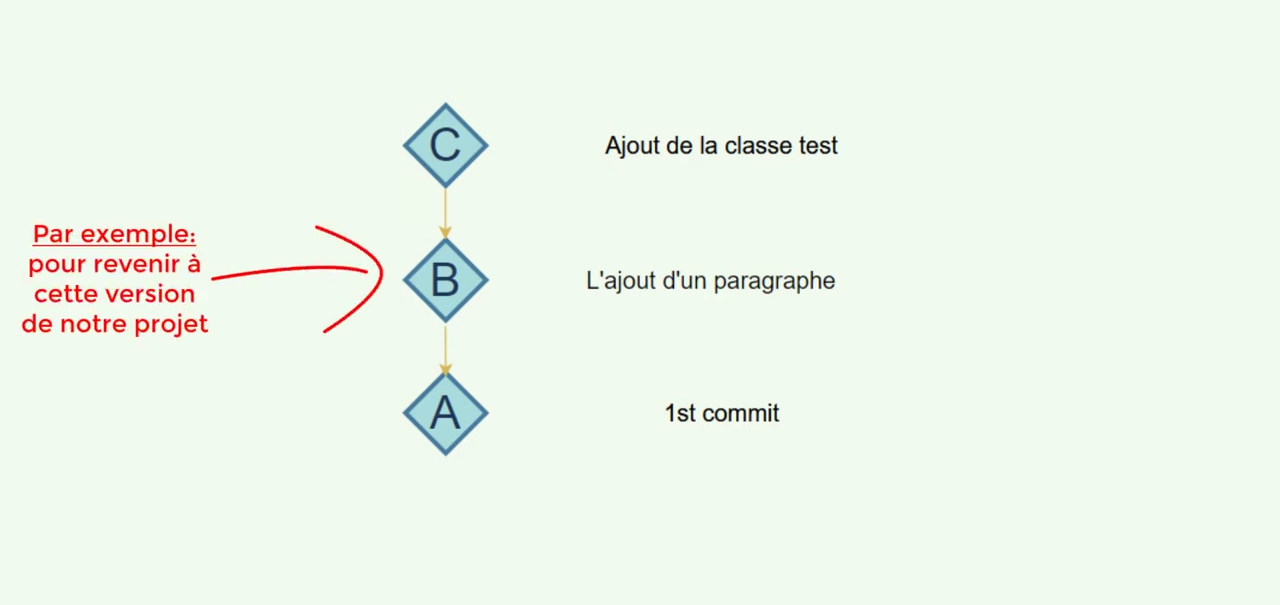 C
Ajout de la classe test
Par exemple:
pour revenir à
cette version
de notre projet
B
L'ajout d'un paragraphe
A
1st commit